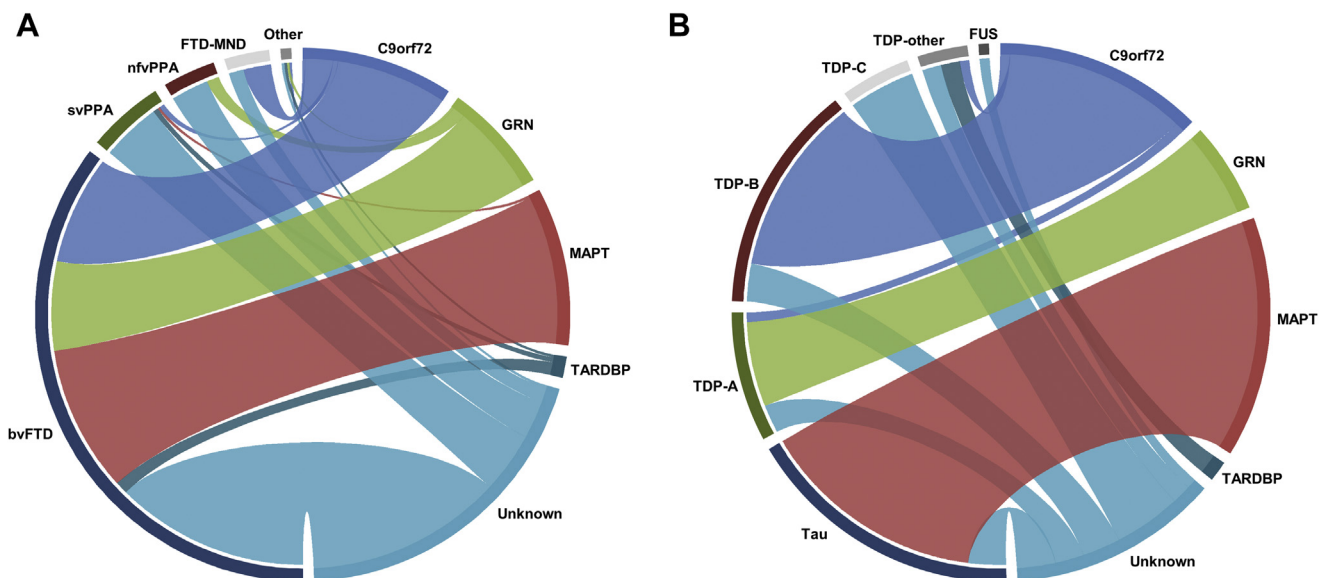 A
Other
FTD-MND
C9orf72
nfvPPA
svPPA
GRN
MAPT
TARDBP
bvFTD
Unknown
B
FUS
TDP-other
C9orf72
TDP-C
GRN
TDP-B
MAPT
TDP-A
TARDBP
Tau
Unknown